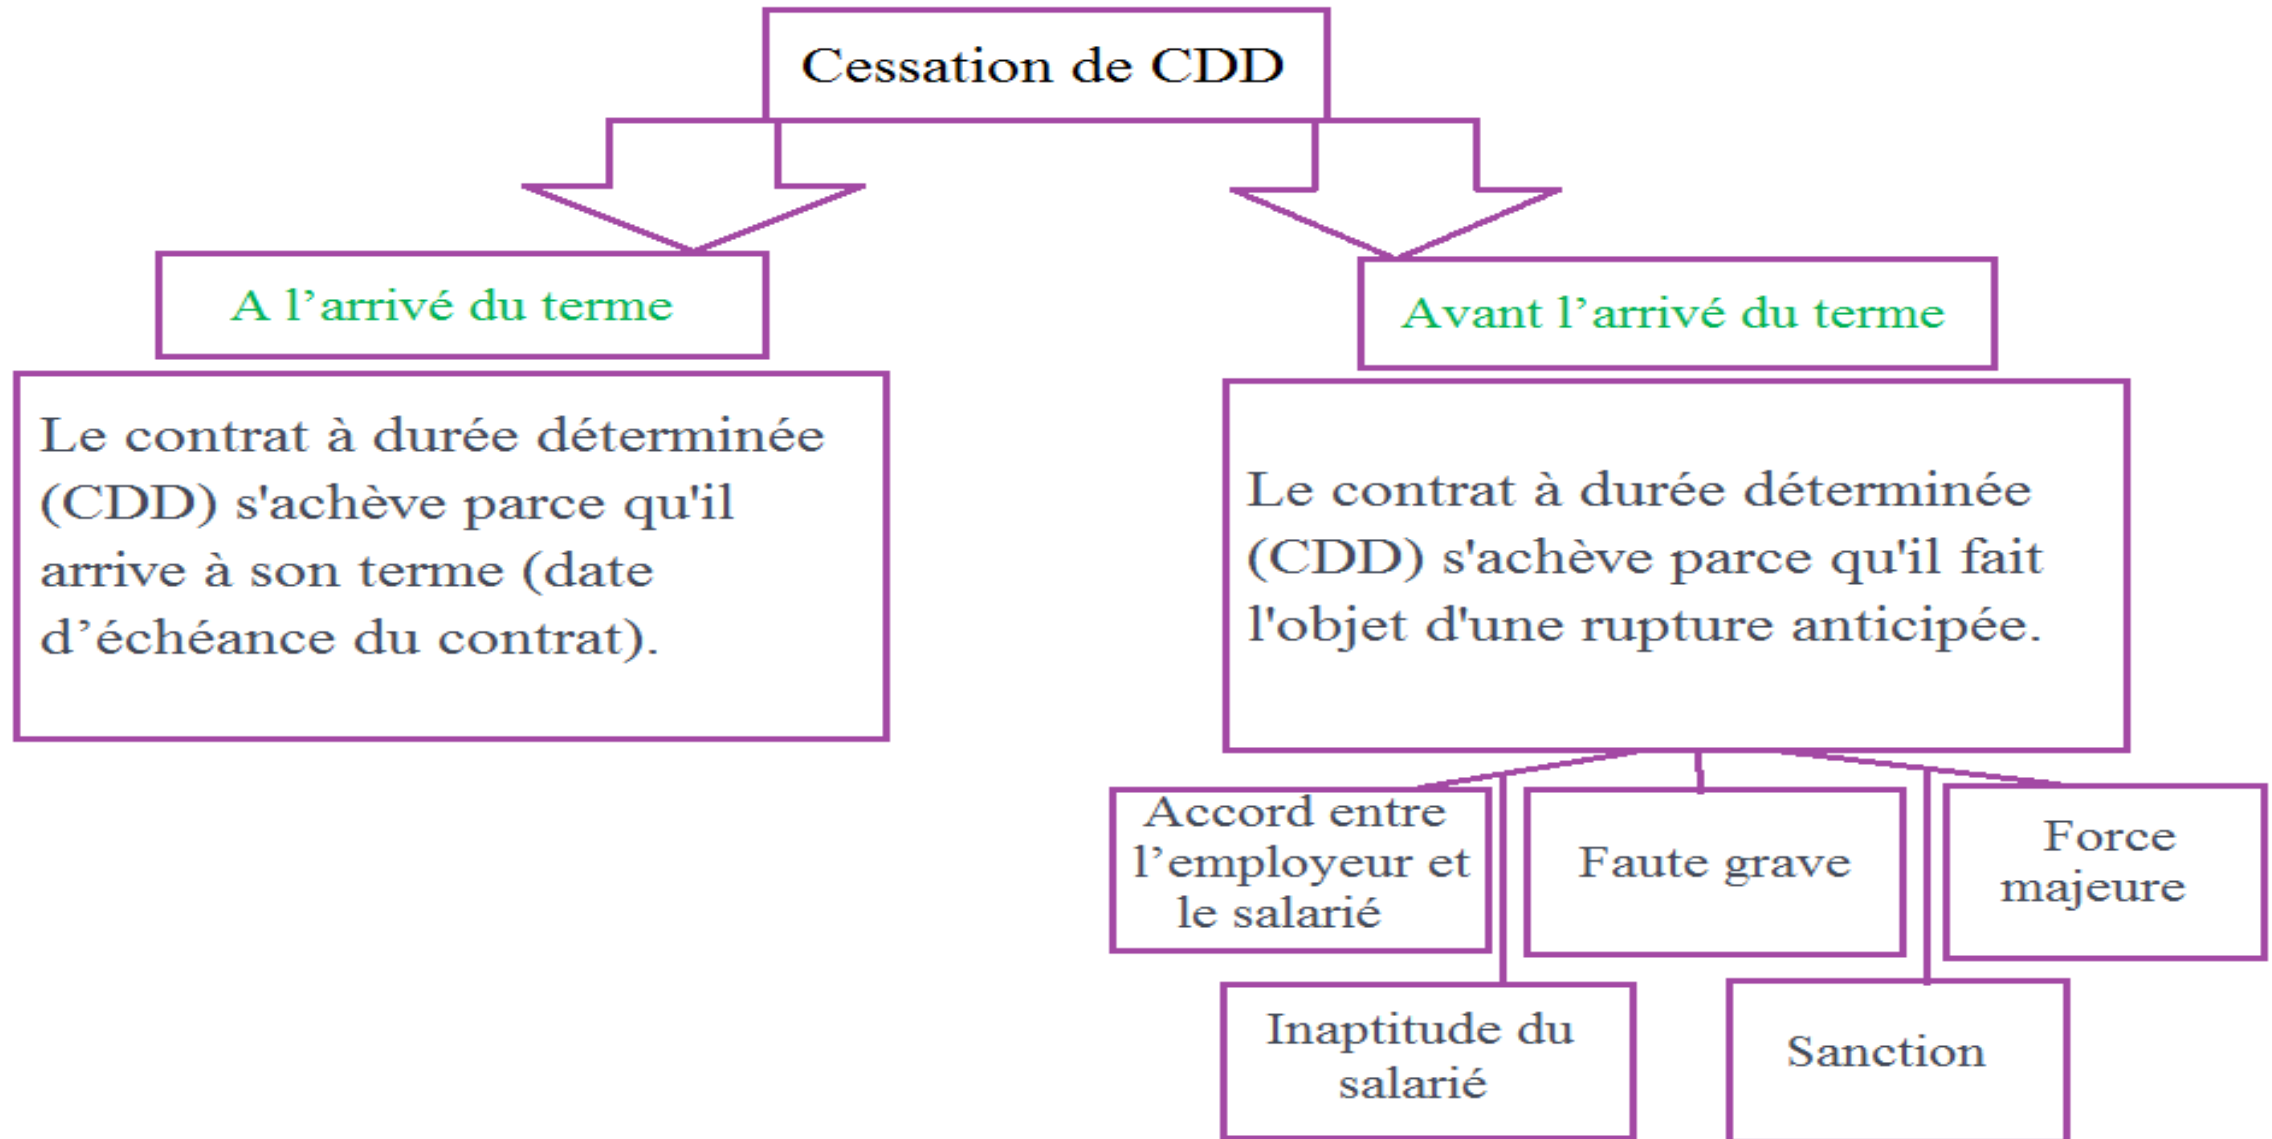 Cessation de CDD
A l’arrivé du terme
Le contrat à durée déterminée
(CDD) s'achève parce qu'il
arrive à son terme (date
d’échéance du contrat).
Avant l’arrivé du terme
Le contrat à durée déterminée
(CDD) s'achève parce qu'il fait
l'objet d'une rupture anticipée.
Accord entre
l’employeur et
le salarié
Faute grave
Force
majeure
Inaptitude du
salarié
Sanction